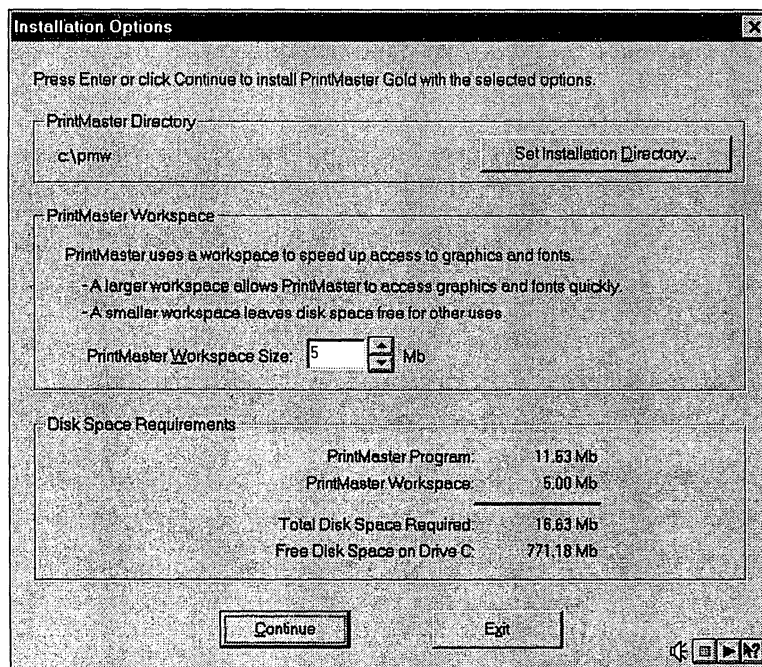 Installation Options
Press Enter or click Continue to install PrintMaster Gold with the selected options.
PrintMaster Directory
c:\pmw
Set Installation Directory...
PrintMaster Workspace
PrintMaster uses a workspace to speed up access to graphics and fonts.
- A larger workspace allows PrintMaster to access graphics and fonts quickly.
- A smaller workspace leaves disk space free for other uses.
PrintMaster Workspace Size: 5 Mb
Disk Space Requirements
PrintMaster Program: 11.63 Mb
PrintMaster Workspace: 5.00 Mb
Total Disk Space Required: 16.63 Mb
Free Disk Space on Drive C: 771.18 Mb
Continue Exit